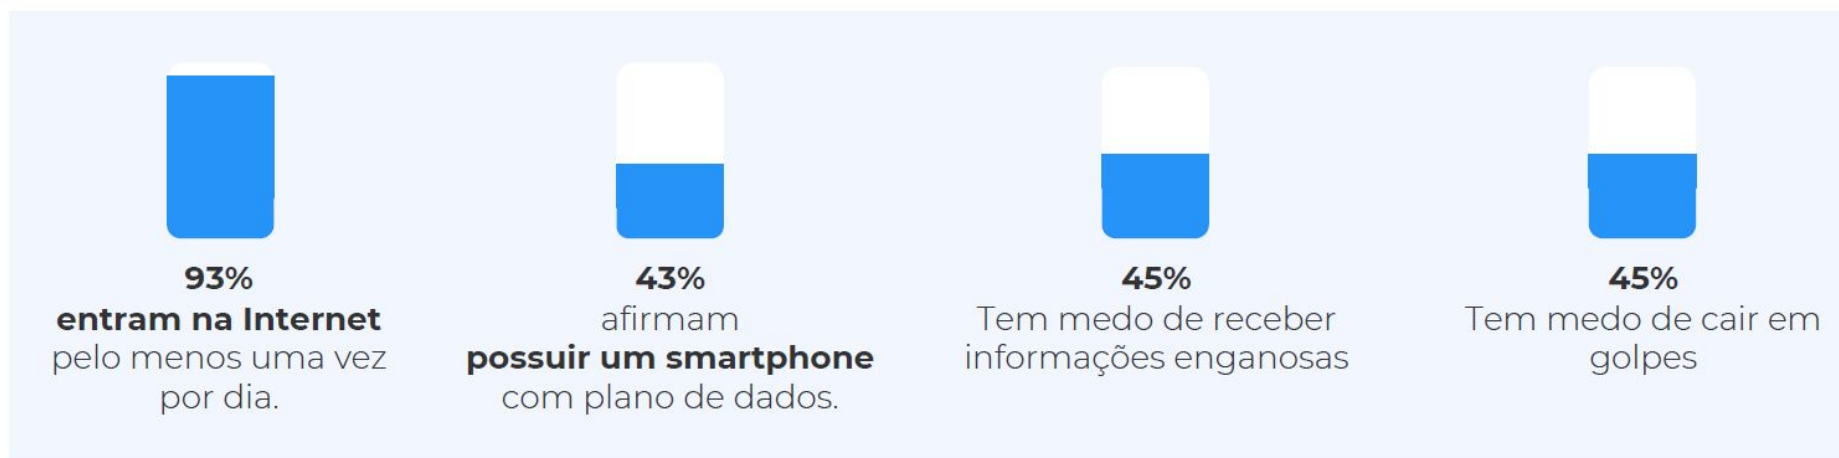 93%
entram na Internet
pelo menos uma vez
por dia.
43%
afirmam
possuir um smartphone
com plano de dados.
45%
Tem medo de receber
informações enganosas
45%
Tem medo de cair em
golpes